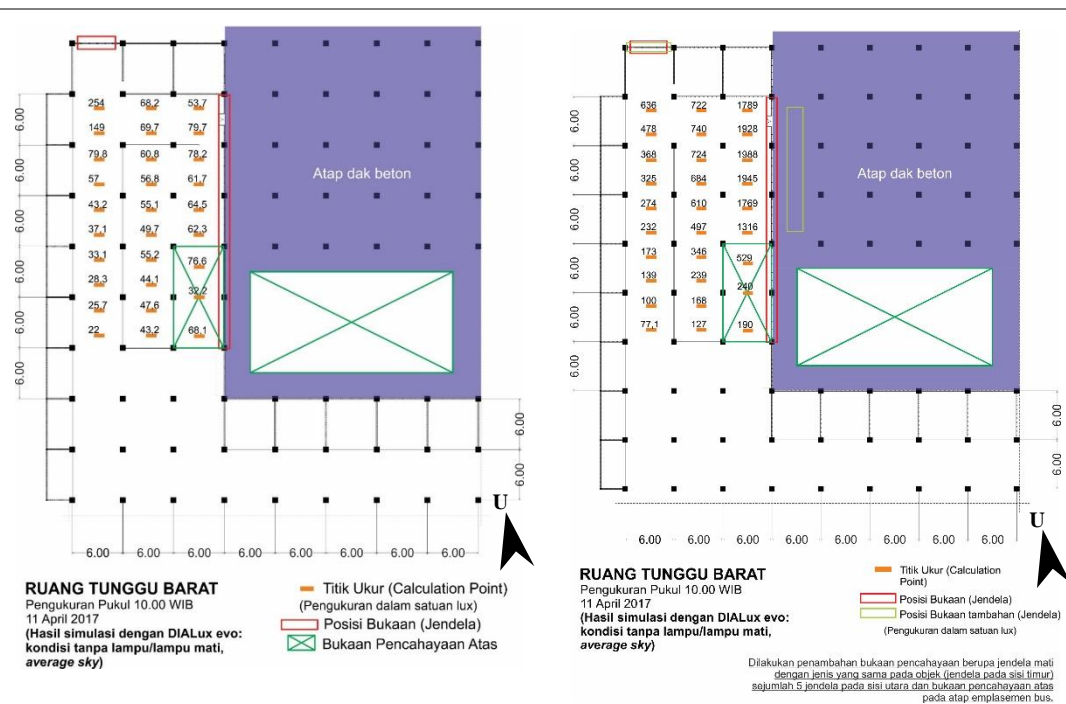 254 68,2 53,7
149 69,7 79,7
79,8 60,8 78,2
57 56,8 61,7
43,2 55,1 64,5
37,1 49,7 62,3
33,1 55,2 76,6
28,3 44,1 32,2
25,7 47,6
22 43,2 68,1
6.00
6.00
6.00
6.00
6.00
6.00
Atap dak beton
6.00
6.00
U
6.00 6.00 6.00 6.00 6.00 6.00 6.00 6.00
RUANG TUNGGU BARAT
Pengukuran Pukul 10.00 WIB
11 April 2017
(Hasil simulasi dengan DIALux evo:
kondisi tanpa lampu/lampu mati,
average sky)
Titik Ukur (Calculation Point)
(Pengukuran dalam satuan lux)
Posisi Bukaan (Jendela)
Bukaan Pencahayaan Atas
636 722 1789
478 740 1928
368 724 1988
325 684 1945
274 610 1769
232 497 1316
173 346 529
139 239 240
100 168
77,1 127 190
6.00
6.00
6.00
6.00
6.00
6.00
Atap dak beton
6.00
6.00
U
6.00 6.00 6.00 6.00 6.00 6.00 6.00 6.00
RUANG TUNGGU BARAT
Pengukuran Pukul 10.00 WIB
11 April 2017
(Hasil simulasi dengan DIALux evo:
kondisi tanpa lampu/lampu mati,
average sky)
Titik Ukur (Calculation
Point)
Posisi Bukaan (Jendela)
Posisi Bukaan tambahan (Jendela)
(Pengukuran dalam satuan lux)
Dilakukan penambahan bukaan pencahayaan berupa jendela mati
dengan jenis yang sama pada objek (jendela pada sisi timur)
sejumlah 5 jendela pada sisi utara dan bukaan pencahayaan atas
pada atap emplasemen bus.